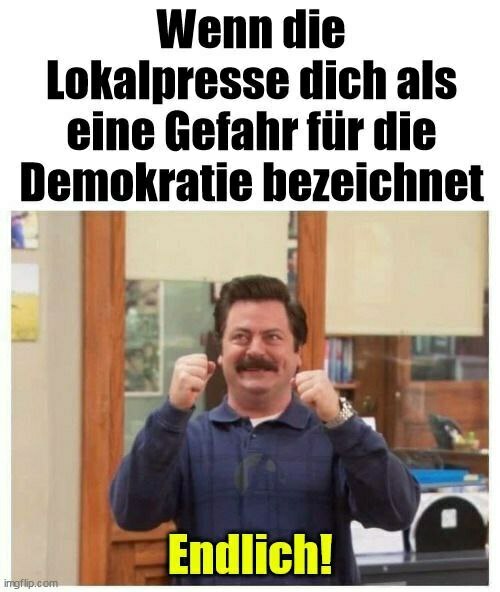 Wenn die
Lokalpresse dich als
eine Gefahr für die
Demokratie bezeichnet
Endlich!
imgflip.com